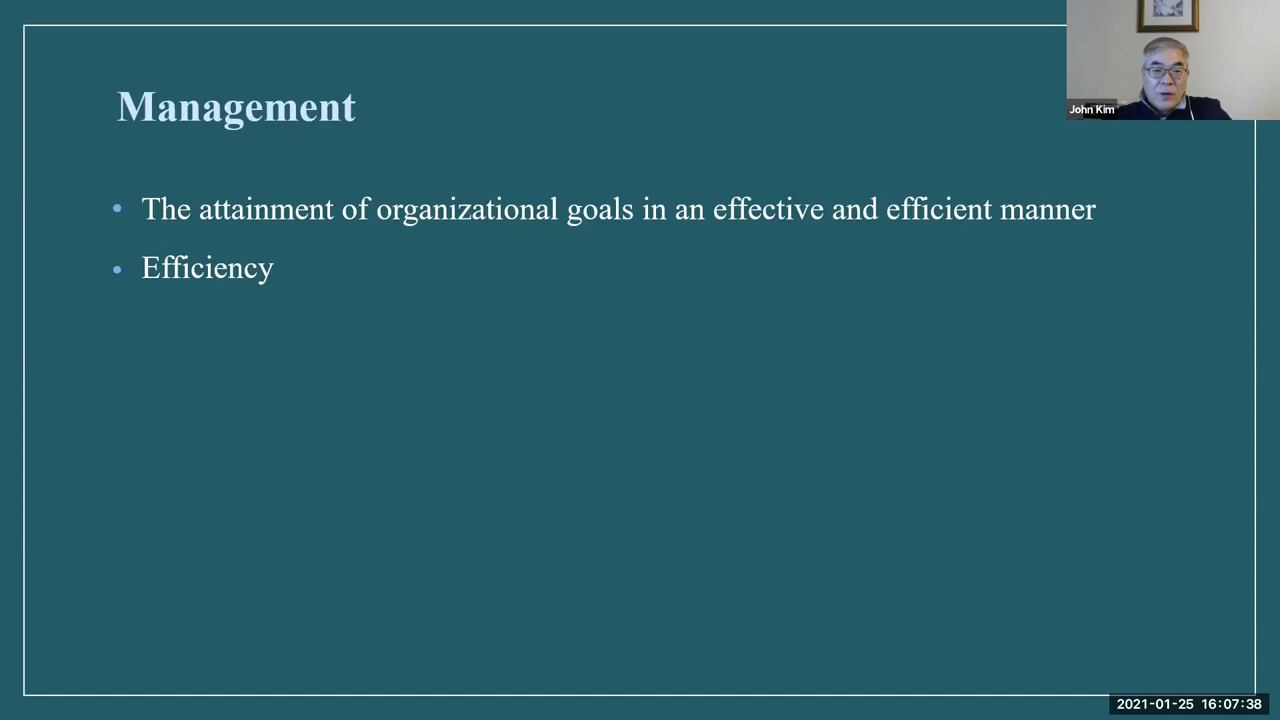 Management
John Kim
• The attainment of organizational goals in an effective and efficient manner
• Efficiency
2021-01-25 16:07:38